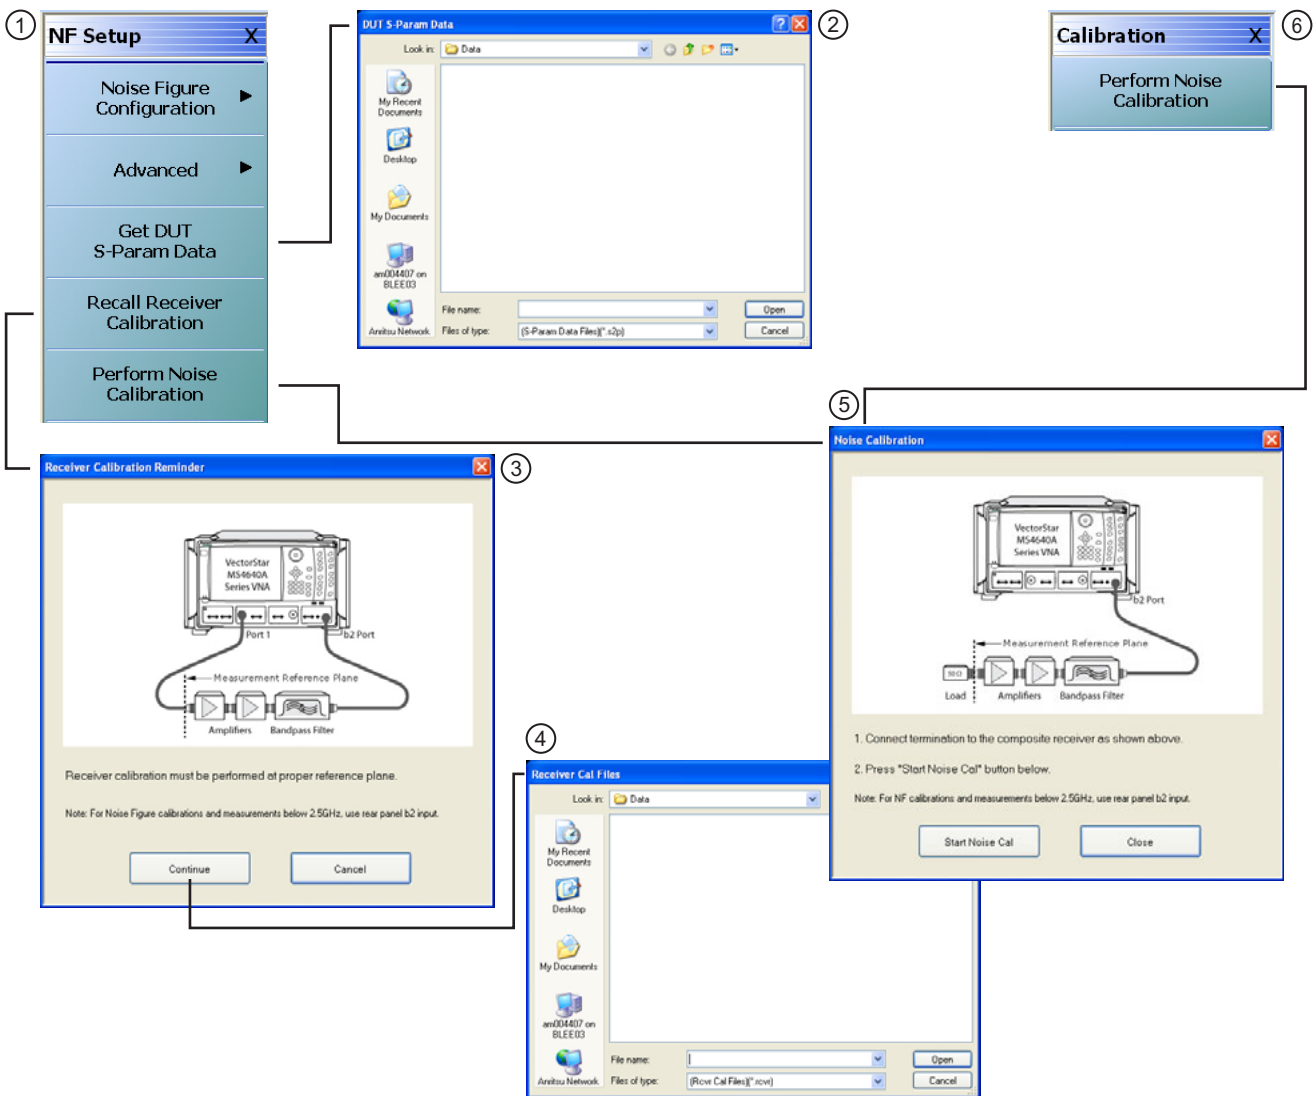 1
NF Setup X
Noise Figure
Configuration
Advanced
Get DUT
S-Param Data
Recall Receiver
Calibration
Perform Noise
Calibration
DUT S-Param Data
2
Look in: Data
My Recent
Documents
Desktop
My Documents
am004407 on
BLEE03
Anritsu Network
File name:
Open
Files of type: (S-Param Data Files)(*.s2p)
Cancel
6
Calibration X
Perform Noise
Calibration
Receiver Calibration Reminder
3
VectorStar
MS4640A
Series VNA
Port 1
b2 Port
Measurement Reference Plane
Amplifiers
Bandpass Filter
Receiver calibration must be performed at proper reference plane.
Note: For Noise Figure calibrations and measurements below 2.5GHz, use rear panel b2 input.
Continue
Cancel
4
Receiver Cal Files
Look in: Data
My Recent
Documents
Desktop
My Documents
am004407 on
BLEE03
Anritsu Network
File name:
Open
Files of type: (Rcvr Cal Files)(*.rcvr)
Cancel
5
Noise Calibration
VectorStar
MS4640A
Series VNA
b2 Port
Measurement Reference Plane
50 Ω
Load
Amplifiers
Bandpass Filter
1. Connect termination to the composite receiver as shown above.
2. Press "Start Noise Cal" button below.
Note: For NF calibrations and measurements below 2.5GHz, use rear panel b2 input.
Start Noise Cal
Close